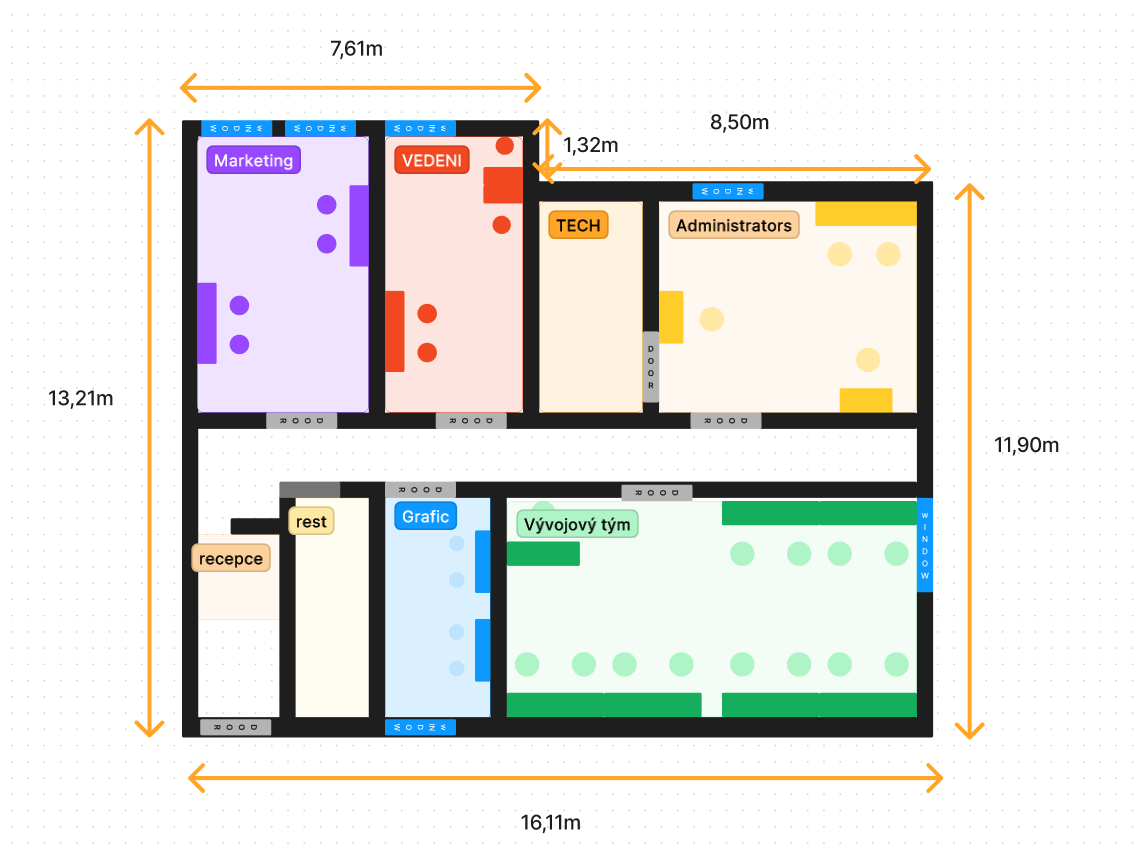 7,61m
8,50m
1,32m
WINDOW
WINDOW
WINDOW
Marketing
VEDENI
WINDOW
TECH
Administrators
DOOR
13,21m
DOOR
DOOR
DOOR
11,90m
DOOR
DOOR
rest
Grafic
Vývojový tým
WINDOW
recepce
DOOR
WINDOW
16,11m